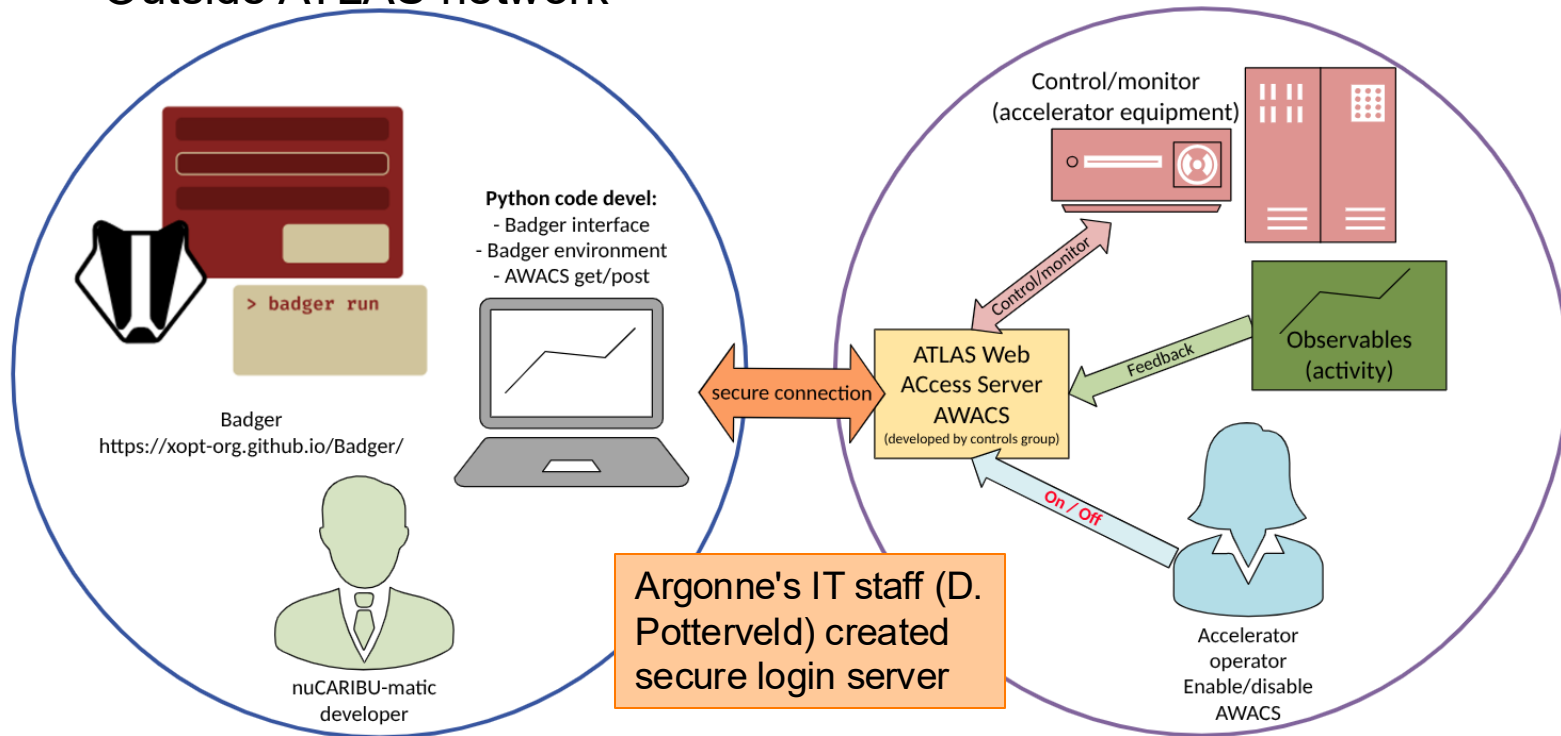 Outside ATLAS network
Control/monitor
(accelerator equipment)
Python code devel:
- Badger interface
- Badger environment
- AWACS get/post
> badger run
Control/monitor
Observables
(activity)
Feedback
ATLAS Web
ACcess Server
AWACS
(developed by controls group)
secure connection
Badger
https://xopt-org.github.io/Badger/
On / Off
Argonne's IT staff (D.
Potterveld) created
secure login server
nuCARIBU-matic
developer
Accelerator
operator
Enable/disable
AWACS